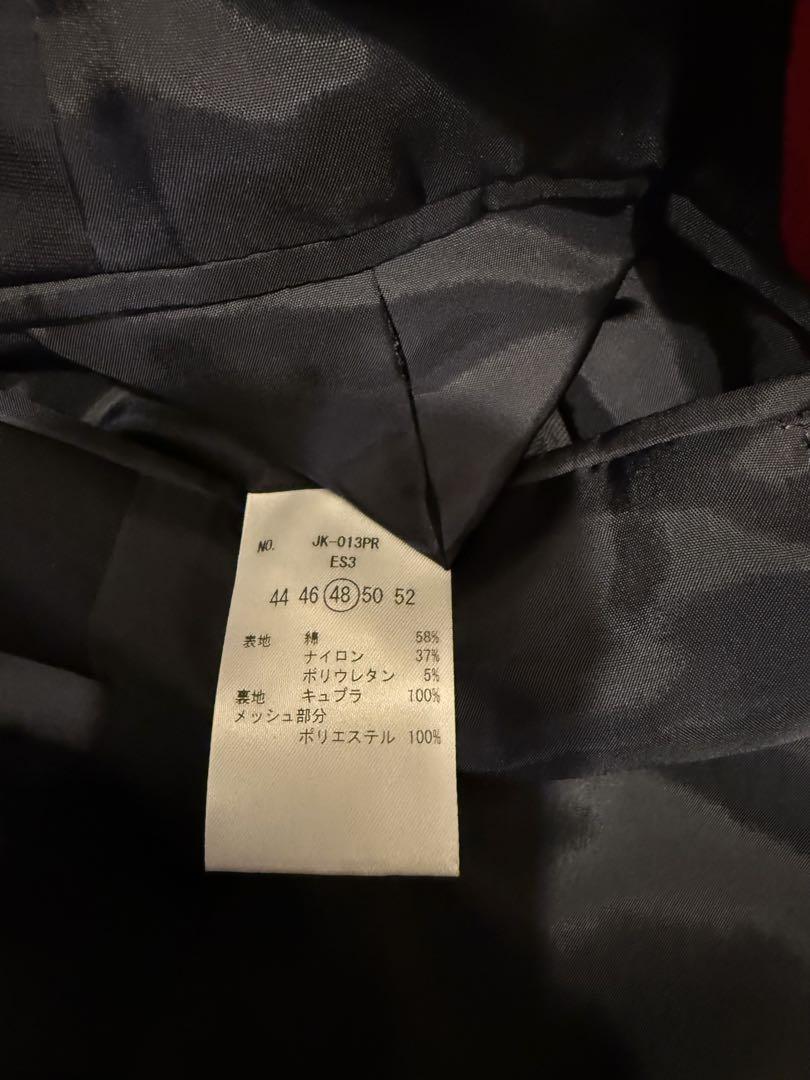 NO. JK-013PR
ES3
44 46 48 50 52
表地 綿 58%
ナイロン 37%
ポリウレタン 5%
裏地 キュプラ 100%
メッシュ部分
ポリエステル 100%